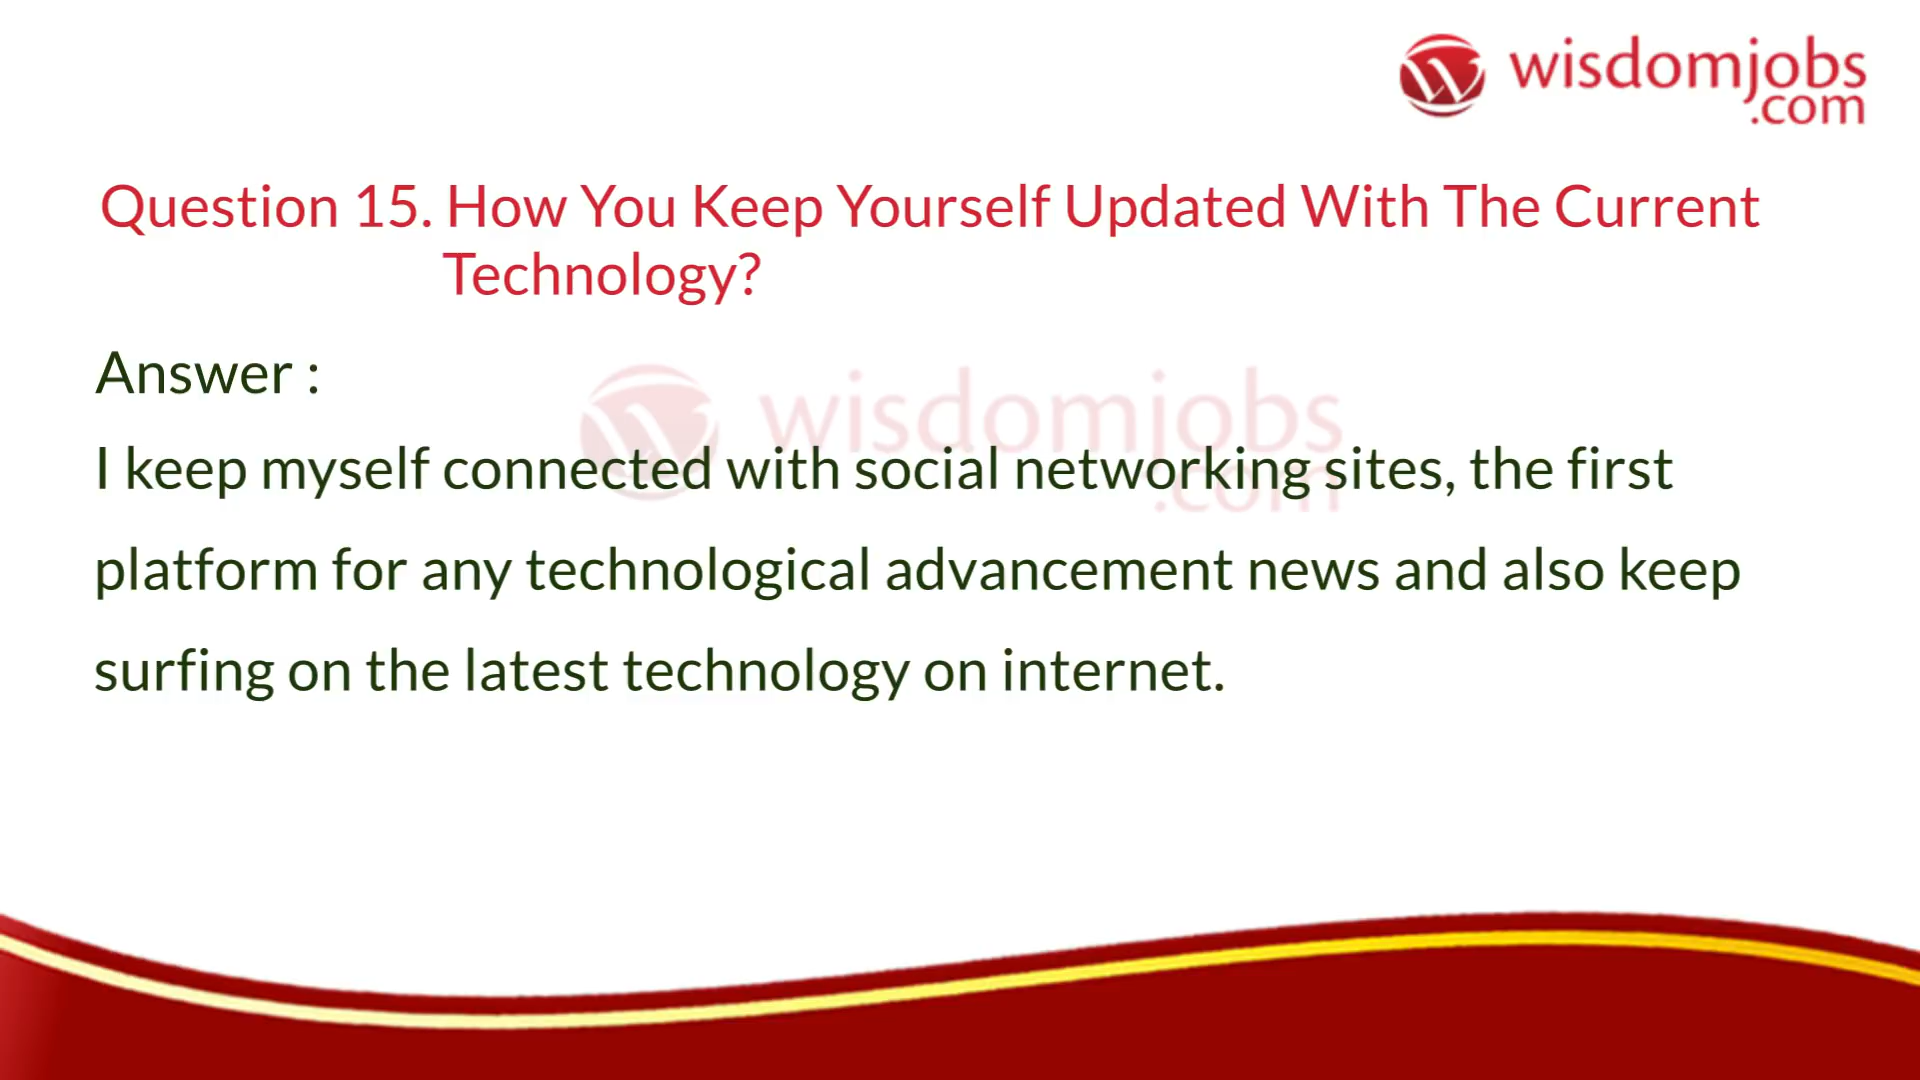 wisdomjobs
.com
Question 15. How You Keep Yourself Updated With The Current
Technology?
Answer :
wisdomjobs
.com
I keep myself connected with social networking sites, the first
platform for any technological advancement news and also keep
surfing on the latest technology on internet.